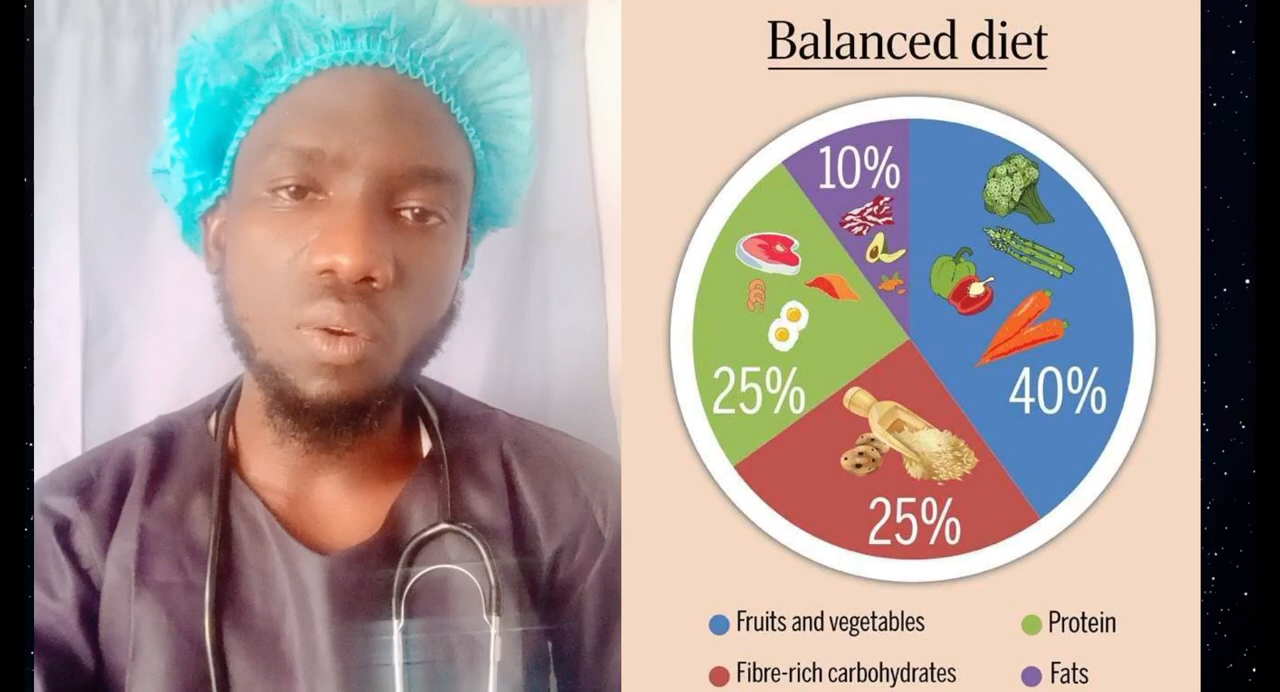 Balanced diet
10%
25%
40%
25%
Fruits and vegetables
Protein
Fibre-rich carbohydrates
Fats